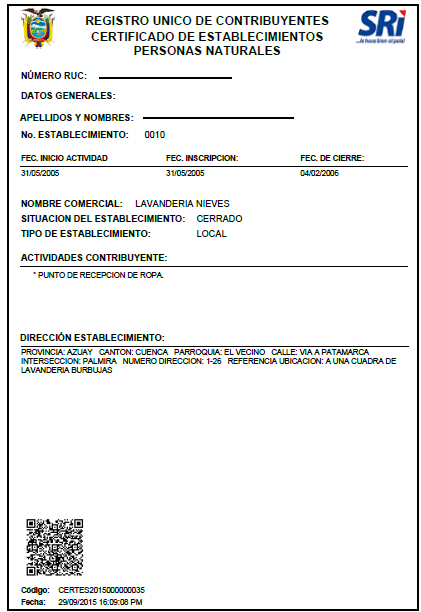 REGISTRO UNICO DE CONTRIBUYENTES
CERTIFICADO DE ESTABLECIMIENTOS
PERSONAS NATURALES
SRi
...le hace bien al país!
NÚMERO RUC:
DATOS GENERALES:
APELLIDOS Y NOMBRES:
No. ESTABLECIMIENTO: 0010
FEC. INICIO ACTIVIDAD FEC. INSCRIPCION: FEC. DE CIERRE:
31/05/2005 31/05/2005 04/02/2006
NOMBRE COMERCIAL: LAVANDERIA NIEVES
SITUACION DEL ESTABLECIMIENTO: CERRADO
TIPO DE ESTABLECIMIENTO: LOCAL
ACTIVIDADES CONTRIBUYENTE:
* PUNTO DE RECEPCION DE ROPA.
DIRECCIÓN ESTABLECIMIENTO:
PROVINCIA: AZUAY CANTON: CUENCA PARROQUIA: EL VECINO CALLE: VIA A PATAMARCA
INTERSECCION: PALMIRA NUMERO DIRECCION: 1-26 REFERENCIA UBICACION: A UNA CUADRA DE
LAVANDERIA BURBUJAS
Código: CERTES2015000000035
Fecha: 29/09/2015 16:09:08 PM